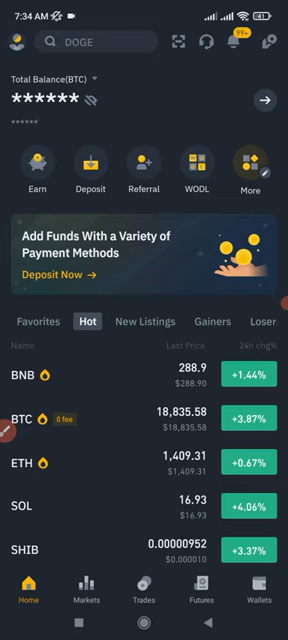 7:34 AM
41
DOGE
99+
Total Balance(BTC)
******
******
Earn
Deposit
Referral
WODL
More
Add Funds With a Variety of
Payment Methods
Deposit Now →
Favorites Hot New Listings Gainers Loser
Name Last Price 24h chg%
BNB 288.9 +1.44%
$288.90
BTC 0 fee 18,835.58 +3.87%
$18,835.58
ETH 1,409.31 +0.67%
$1,409.31
SOL 16.93 +4.06%
$16.93
SHIB 0.00000952 +3.37%
$0.000010
Home Markets Trades Futures Wallets